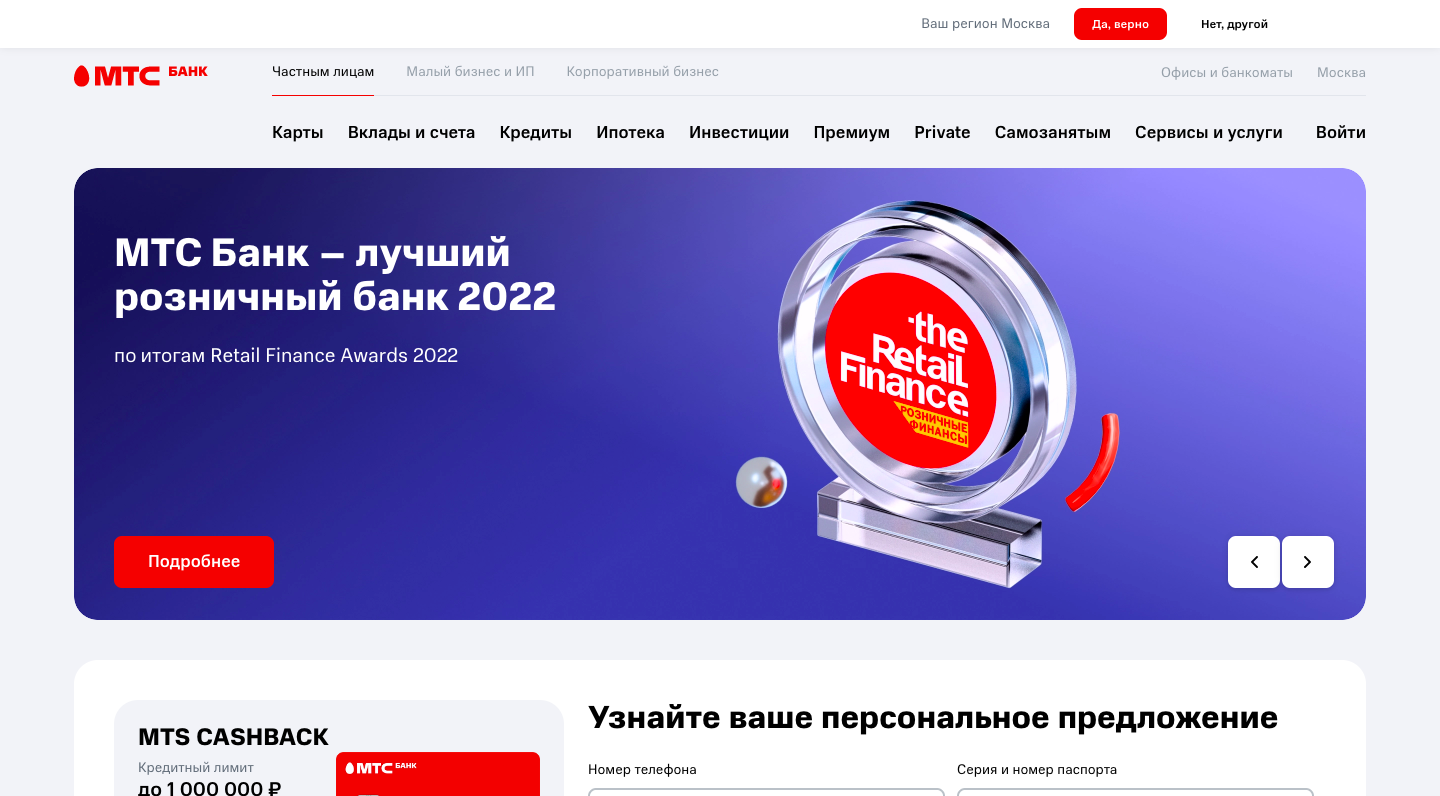 Ваш регион Москва
Да, верно
Нет, другой
МТС БАНК
Частным лицам
Малый бизнес и ИП
Корпоративный бизнес
Офисы и банкоматы
Москва
Карты
Вклады и счета
Кредиты
Ипотека
Инвестиции
Премиум
Private
Самозанятым
Сервисы и услуги
Войти
МТС Банк – лучший
розничный банк 2022
по итогам Retail Finance Awards 2022
the
Retail
Finance
РОЗНИЧНЫЕ
ФИНАНСЫ
Подробнее
MTS CASHBACK
Кредитный лимит
до 1 000 000 ₽
МТС БАНК
Узнайте ваше персональное предложение
Номер телефона
Серия и номер паспорта